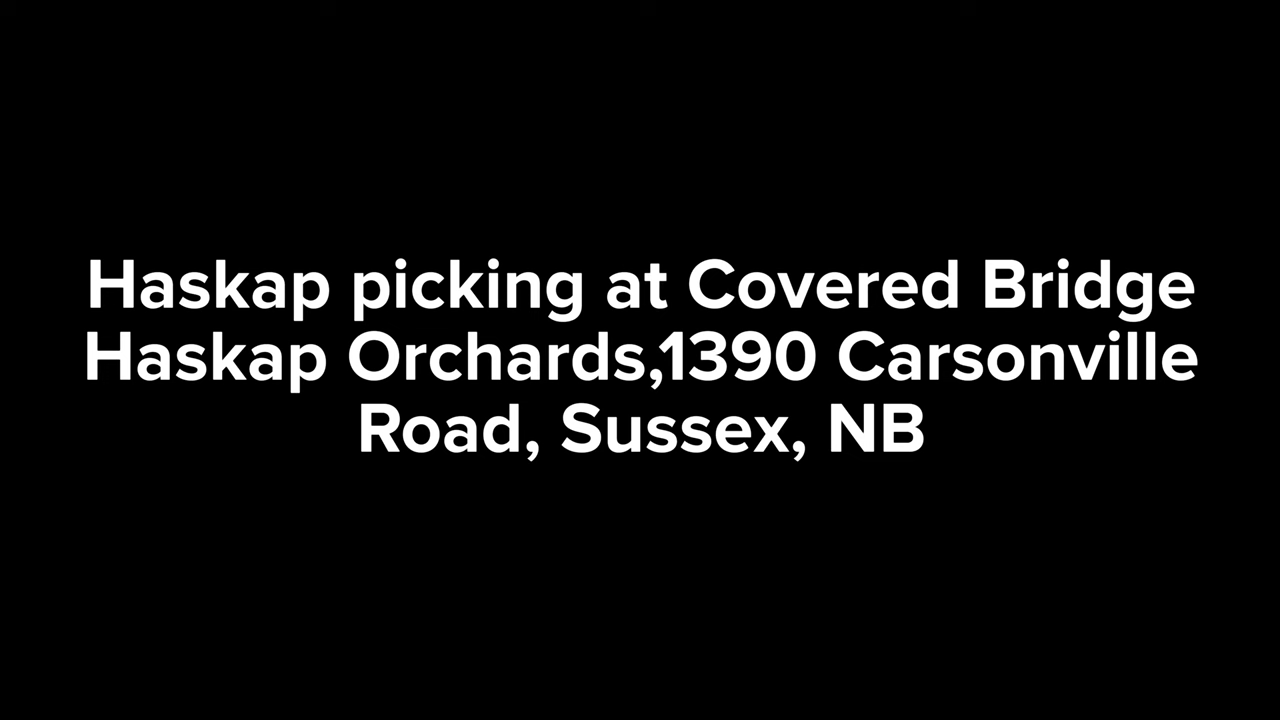 Haskap picking at Covered Bridge
Haskap Orchards,1390 Carsonville
Road, Sussex, NB